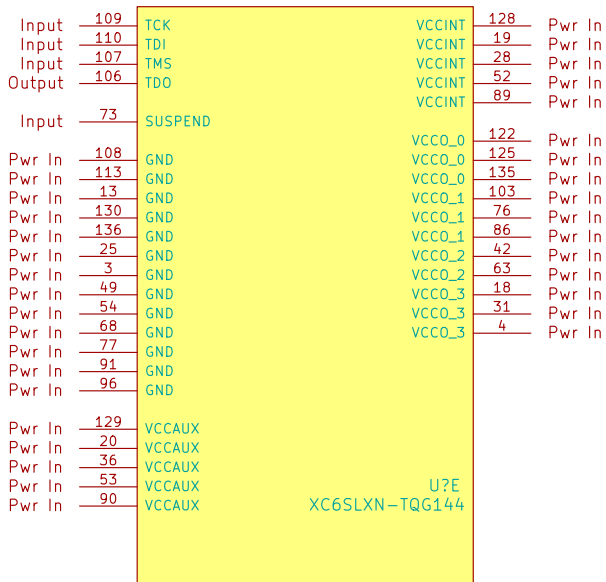 Input 109 TCK VCCINT 128 Pwr In
Input 110 TDI VCCINT 19 Pwr In
Input 107 TMS VCCINT 28 Pwr In
Output 106 TDO VCCINT 52 Pwr In
VCCINT 89 Pwr In
Input 73 SUSPEND
VCCO_0 122 Pwr In
Pwr In 108 GND VCCO_0 125 Pwr In
Pwr In 113 GND VCCO_0 135 Pwr In
Pwr In 13 GND VCCO_1 103 Pwr In
Pwr In 130 GND VCCO_1 76 Pwr In
Pwr In 136 GND VCCO_1 86 Pwr In
Pwr In 25 GND VCCO_2 42 Pwr In
Pwr In 3 GND VCCO_2 63 Pwr In
Pwr In 49 GND VCCO_3 18 Pwr In
Pwr In 54 GND VCCO_3 31 Pwr In
Pwr In 68 GND VCCO_3 4 Pwr In
Pwr In 77 GND
Pwr In 91 GND
Pwr In 96 GND
Pwr In 129 VCCAUX
Pwr In 20 VCCAUX
Pwr In 36 VCCAUX
Pwr In 53 VCCAUX U?E
Pwr In 90 VCCAUX XC6SLXN-TQG144